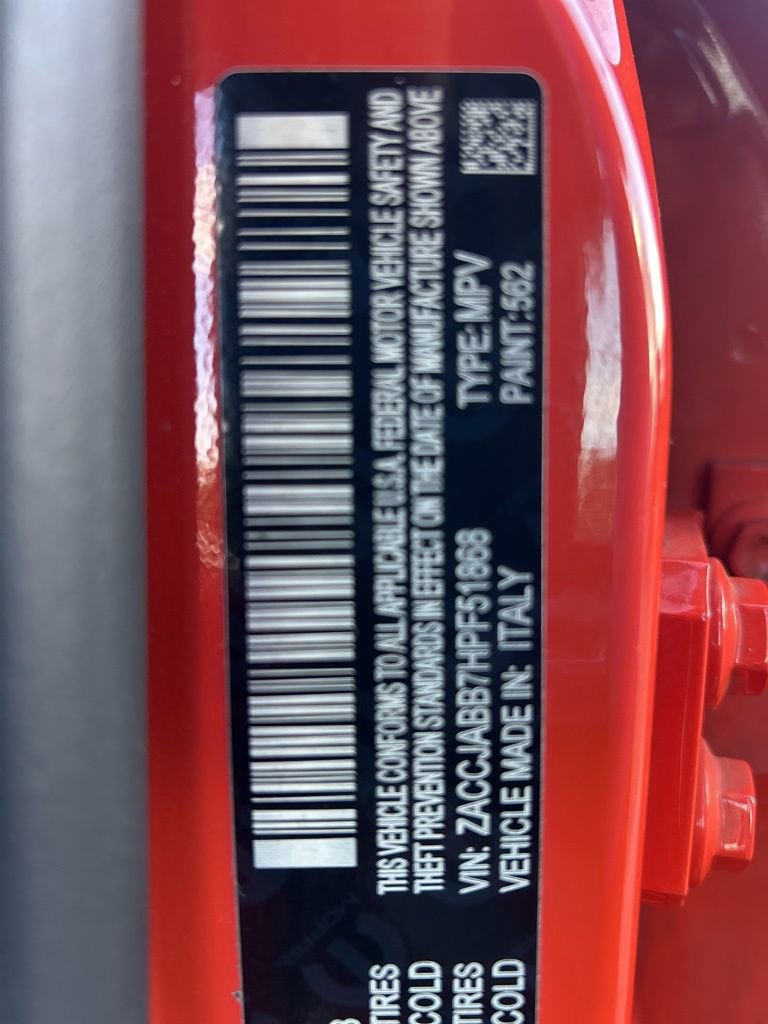 THIS VEHICLE CONFORMS TO ALL APPLICABLE U.S.A. FEDERAL MOTOR VEHICLE SAFETY AND
THEFT PREVENTION STANDARDS IN EFFECT ON THE DATE OF MANUFACTURE SHOWN ABOVE
VIN: ZACCJABB7HPF51868 TYPE: MPV
VEHICLE MADE IN: ITALY PAINT: 562
TIRES
COLD
TIRES
COLD